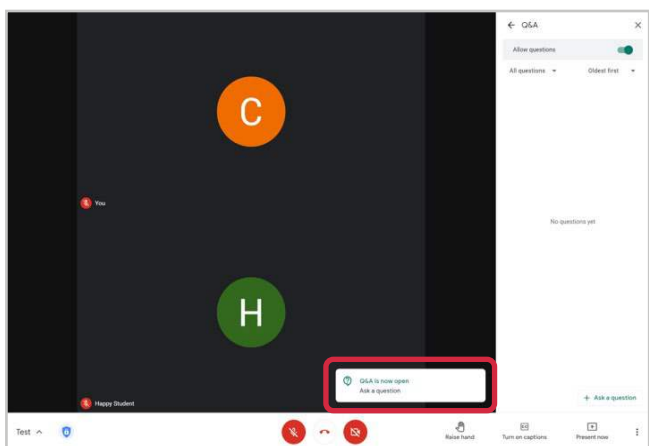 Q&A
Allow questions
All questions
Oldest first
C
You
No questions yet
H
Happy Student
Q&A is now open
Ask a question
+ Ask a question
Test
Raise hand
Turn on captions
Present now